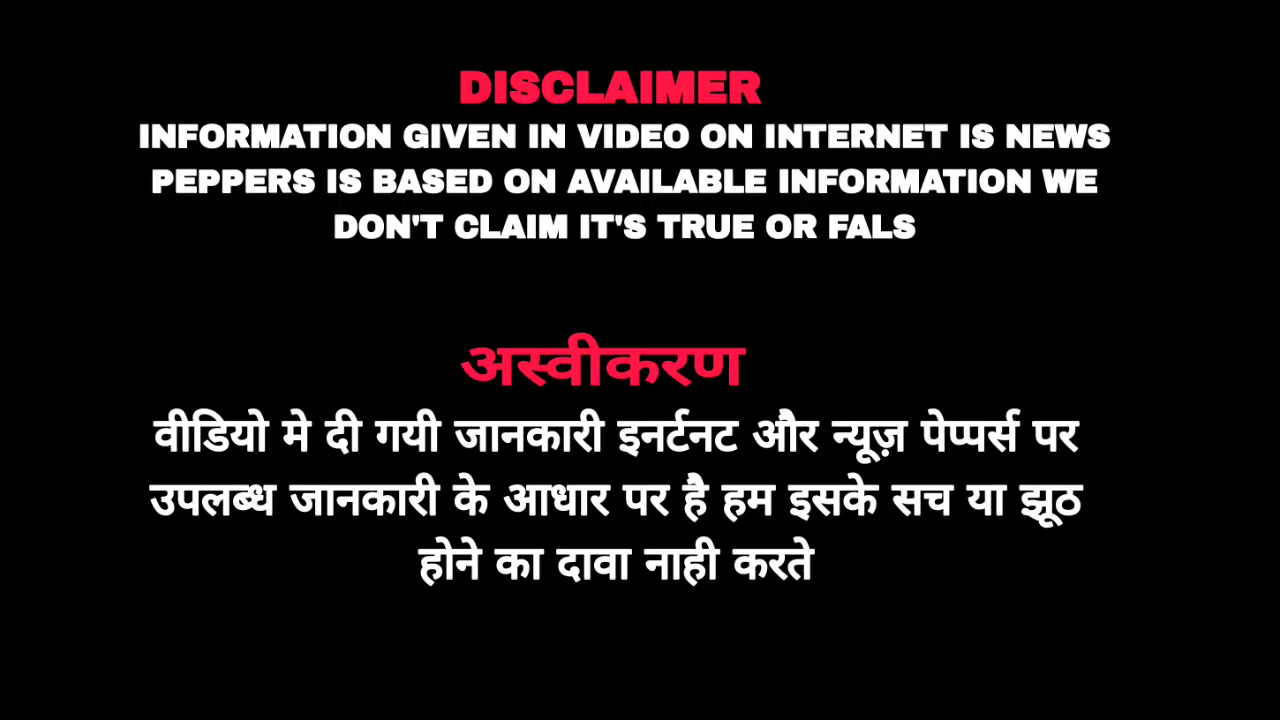 DISCLAIMER
INFORMATION GIVEN IN VIDEO ON INTERNET IS NEWS
PEPPERS IS BASED ON AVAILABLE INFORMATION WE
DON'T CLAIM IT'S TRUE OR FALS
अस्वीकरण
वीडियो मे दी गयी जानकारी इनर्टनट और न्यूज़ पेप्पर्स पर
उपलब्ध जानकारी के आधार पर है हम इसके सच या झूठ
होने का दावा नाही करते